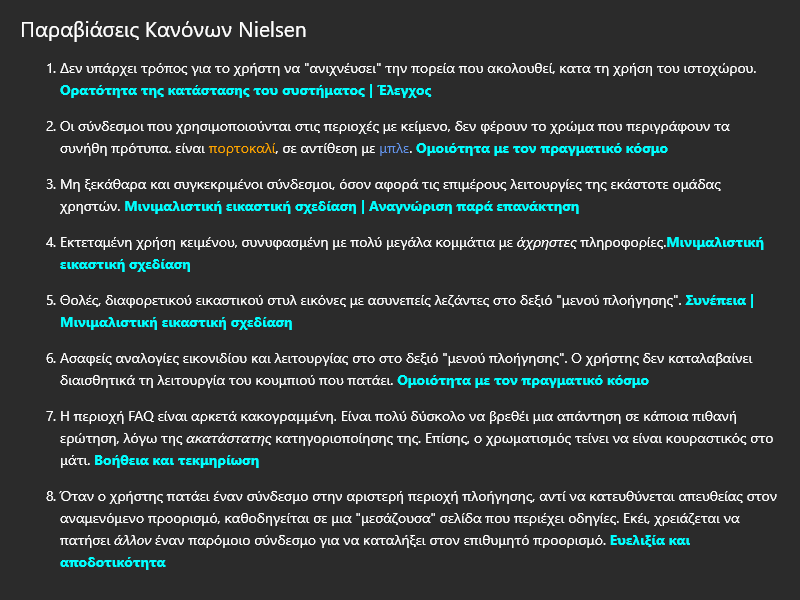 Παραβiάσεις Κανόνων Nielsen
1. Δεν υπάρχει τρόπος για το χρήστη να "ανιχνέυσει" την πορεία που ακολουθεί, κατα τη χρήση του ιστοχώρου.
Ορατότητα της κατάστασης του συστήματος | Έλεγχος
2. Οι σύνδεσμοι που χρησιμοποιούνται στις περιοχές με κείμενο, δεν φέρουν το χρώμα που περιγράφουν τα
συνήθη πρότυπα. είναι πορτοκαλί, σε αντίθεση με μπλε. Ομοιότητα με τον πραγματικό κόσμο
3. Μη ξεκάθαρα και συγκεκριμένοι σύνδεσμοι, όσον αφορά τις επιμέρους λειτουργίες της εκάστοτε ομάδας
χρηστών. Μινιμαλιστική εικαστική σχεδίαση | Αναγνώριση παρά επανάκτηση
4. Εκτεταμένη χρήση κειμένου, συνυφασμένη με πολύ μεγάλα κομμάτια με άχρηστες πληροφορίες.Μινιμαλιστική
εικαστική σχεδίαση
5. Θολές, διαφορετικού εικαστικού στυλ εικόνες με ασυνεπείς λεζάντες στο δεξιό "μενού πλοήγησης". Συνέπεια |
Μινιμαλιστική εικαστική σχεδίαση
6. Ασαφείς αναλογίες εικονιδίου και λειτουργίας στο στο δεξιό "μενού πλοήγησης". Ο χρήστης δεν καταλαβαίνει
διαισθητικά τη λειτουργία του κουμπιού που πατάει. Ομοιότητα με τον πραγματικό κόσμο
7. Η περιοχή FAQ είναι αρκετά κακογραμμένη. Είναι πολύ δύσκολο να βρεθέι μια απάντηση σε κάποια πιθανή
ερώτηση, λόγω της ακατάστατης κατηγοριοποίησης της. Επίσης, ο χρωματισμός τείνει να είναι κουραστικός στο
μάτι. Βοήθεια και τεκμηρίωση
8. Όταν ο χρήστης πατάει έναν σύνδεσμο στην αριστερή περιοχή πλοήγησης, αντί να κατευθύνεται απευθείας στον
αναμενόμενο προορισμό, καθοδηγείται σε μια "μεσάζουσα" σελίδα που περιέχει οδηγίες. Εκέι, χρειάζεται να
πατήσει άλλον έναν παρόμοιο σύνδεσμο για να καταλήξει στον επιθυμητό προορισμό. Ευελιξία και
αποδοτικότητα